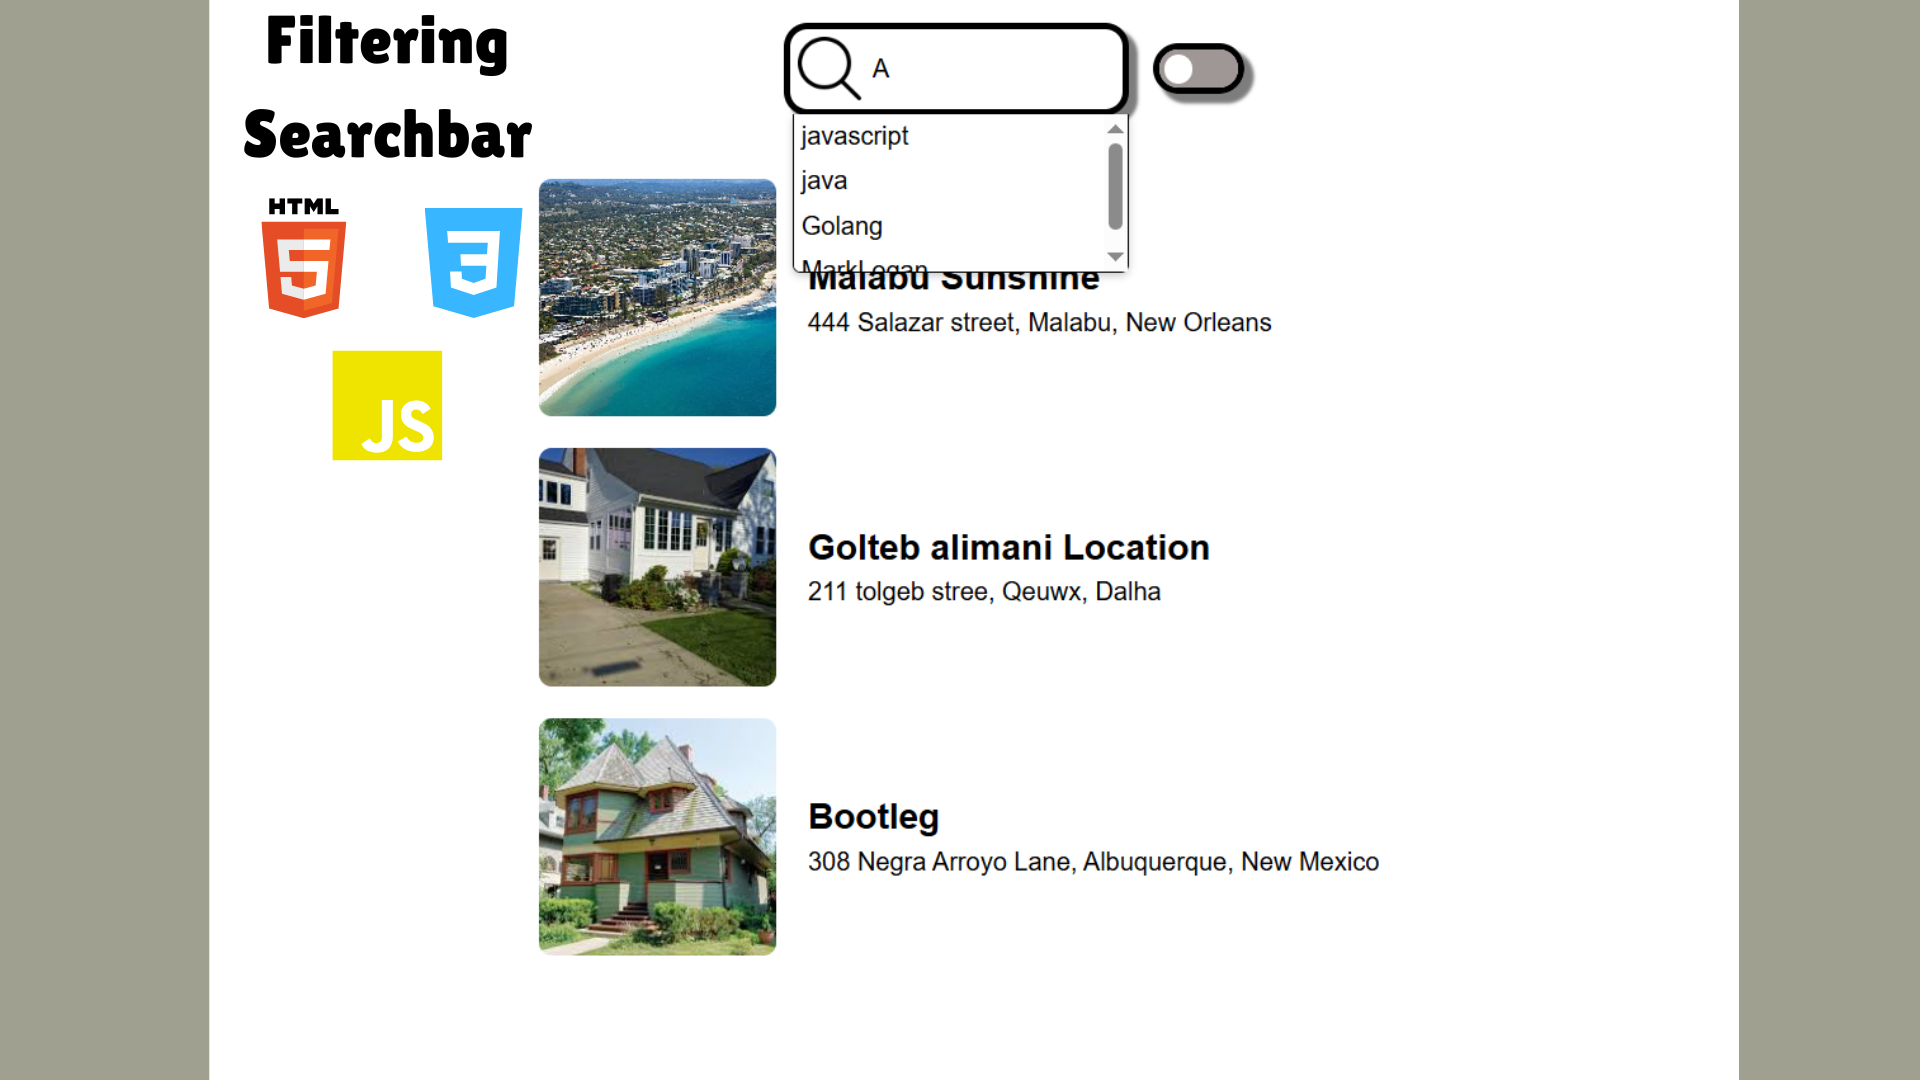 Filtering
Searchbar
HTML
5
3
JS
A
javascript
java
Golang
MarkLogan
Malabu Sunshine
444 Salazar street, Malabu, New Orleans
Golteb alimani Location
211 tolgeb stree, Qeuwx, Dalha
Bootleg
308 Negra Arroyo Lane, Albuquerque, New Mexico